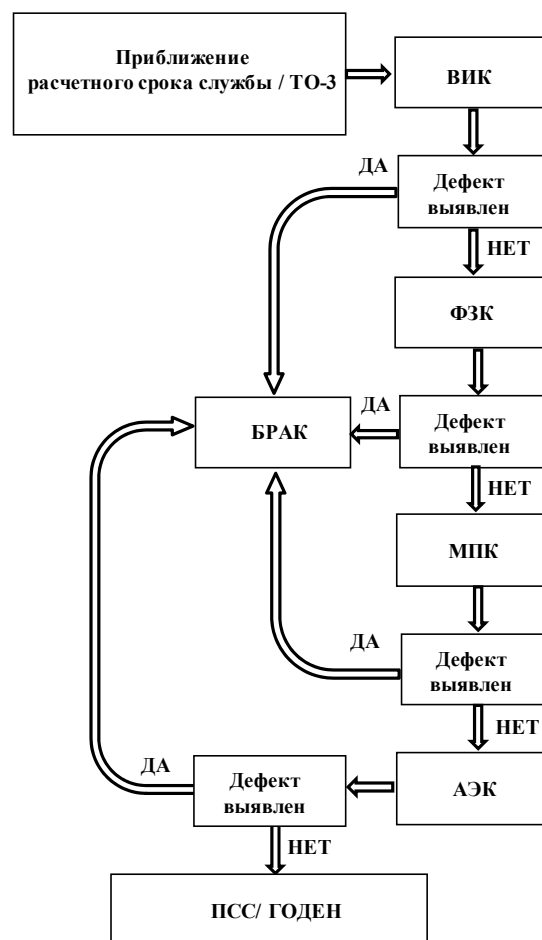 Приближение
расчетного срока службы / ТО-3
ВИК
ДА
Дефект
выявлен
НЕТ
ФЗК
БРАК
ДА
Дефект
выявлен
НЕТ
МПК
ДА
Дефект
выявлен
НЕТ
АЭК
ДА
Дефект
выявлен
НЕТ
ПСС/ ГОДЕН